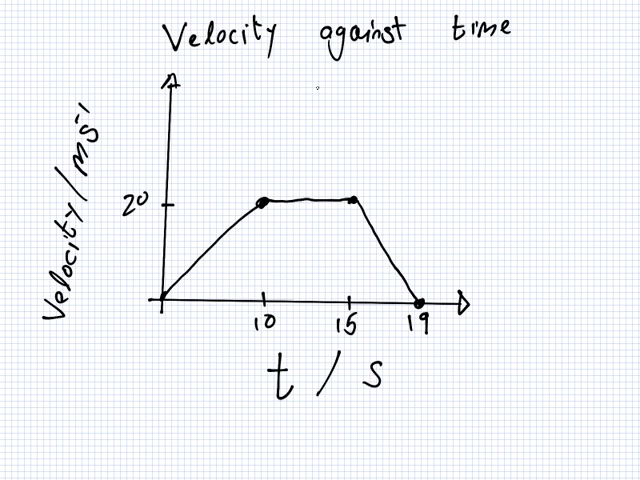 Velocity against time
Velocity / ms⁻¹
20
10 15 19
t / s